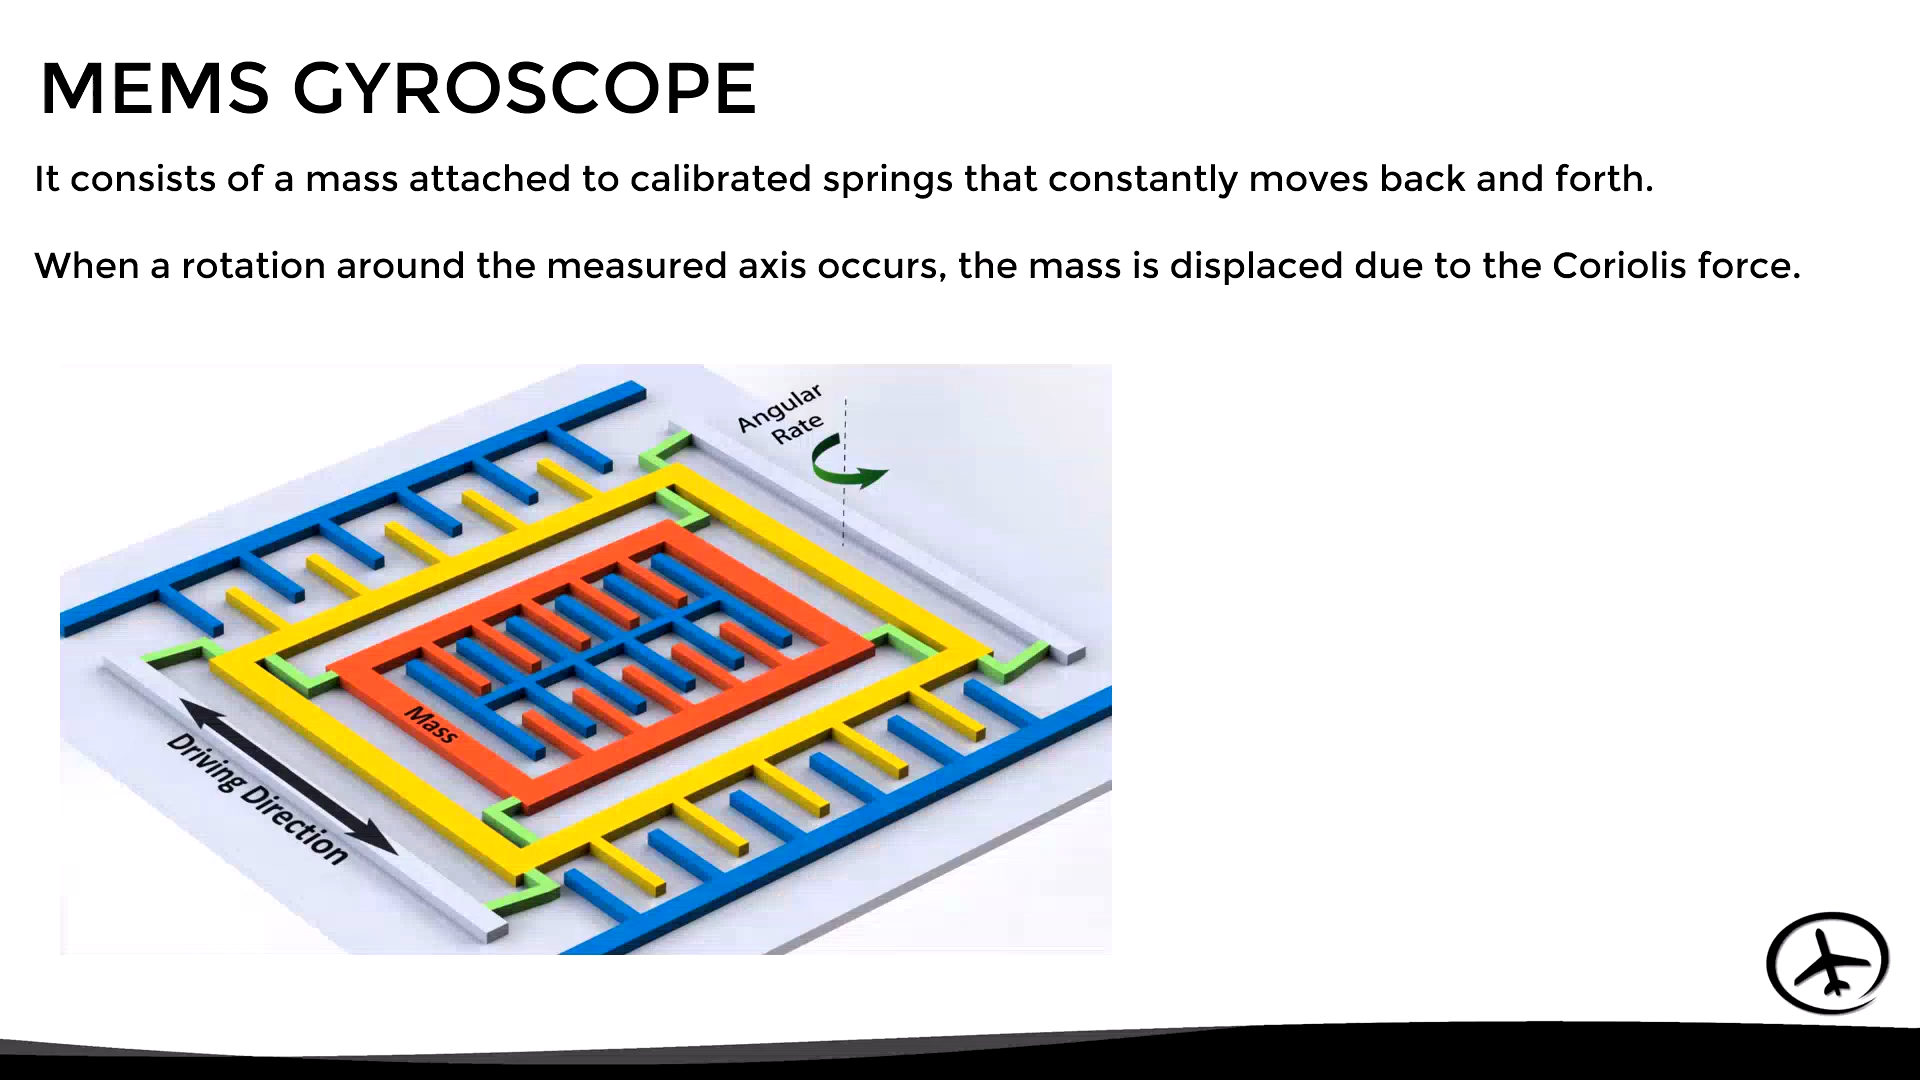 MEMS GYROSCOPE
It consists of a mass attached to calibrated springs that constantly moves back and forth.
When a rotation around the measured axis occurs, the mass is displaced due to the Coriolis force.
Angular
Rate
Mass
Driving Direction